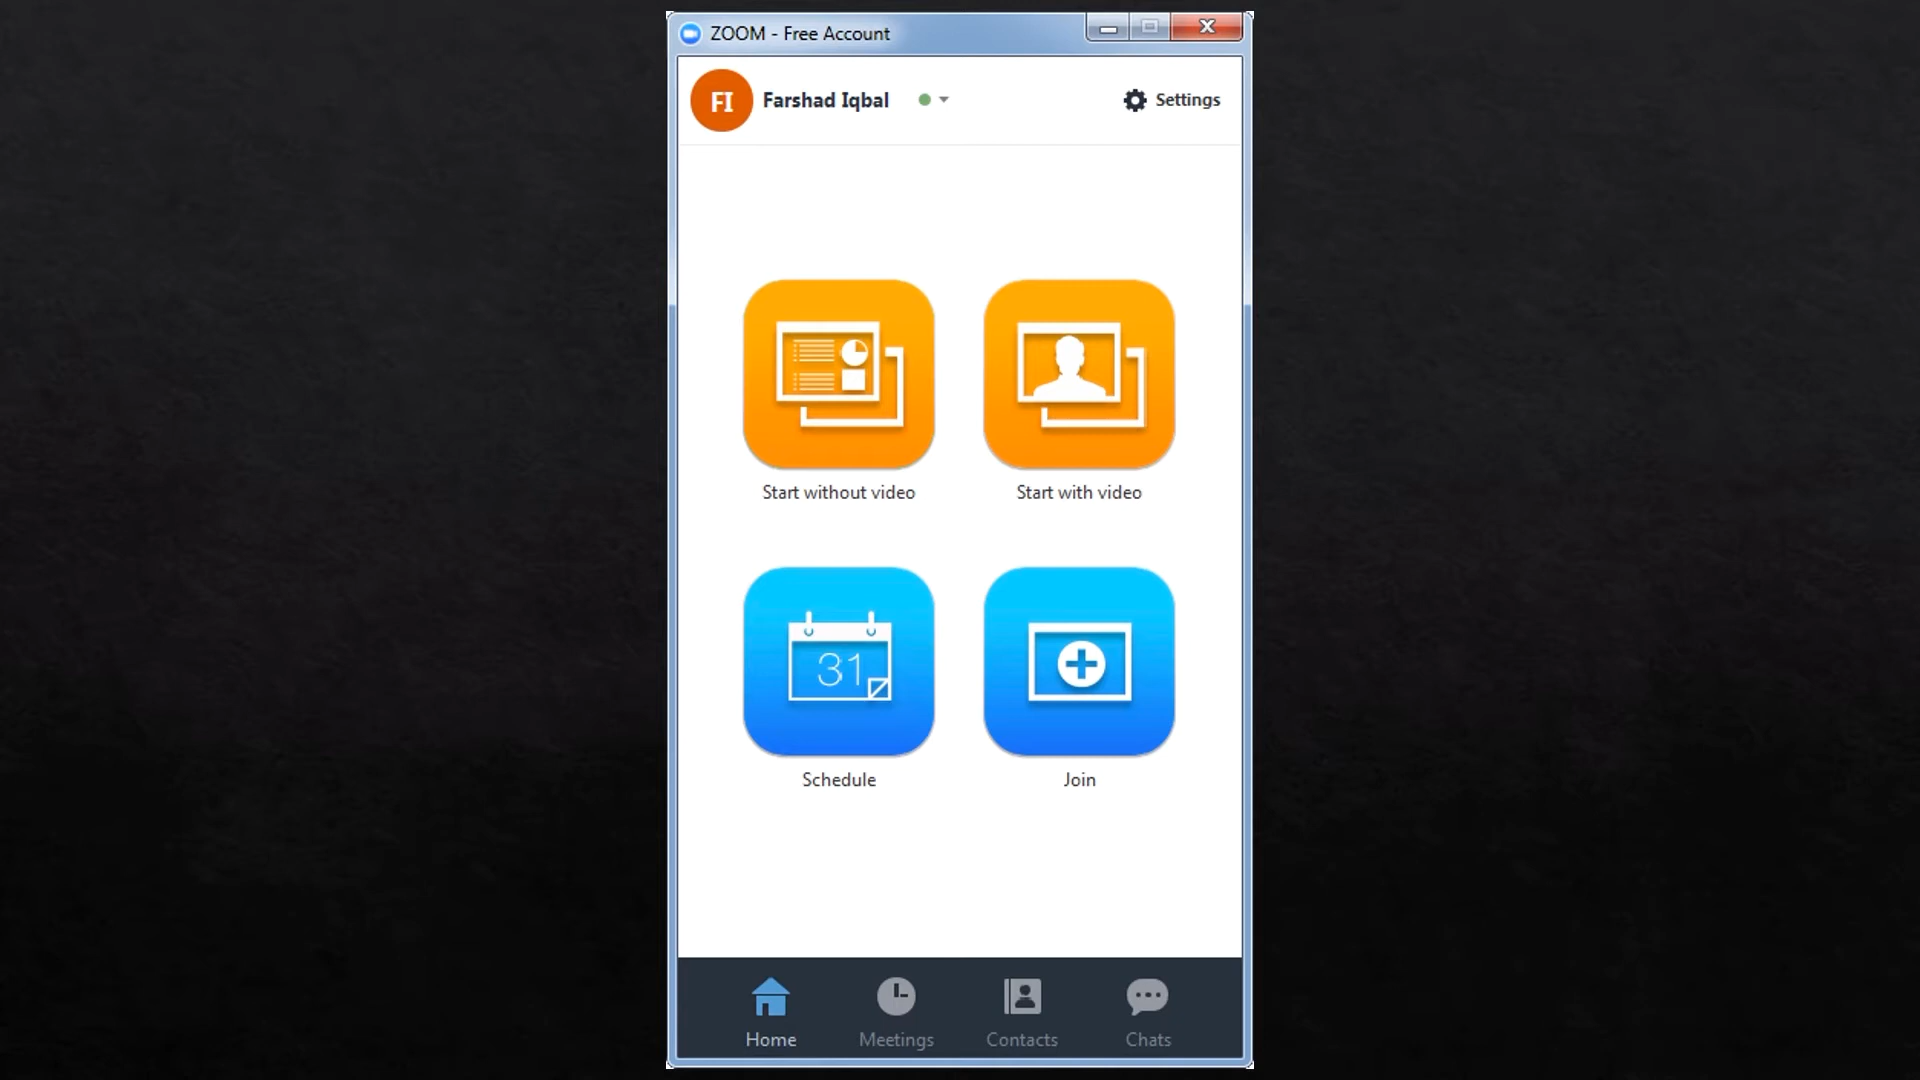 ZOOM - Free Account
FI
Farshad Iqbal
Settings
Start without video
Start with video
31
Schedule
Join
Home
Meetings
Contacts
Chats